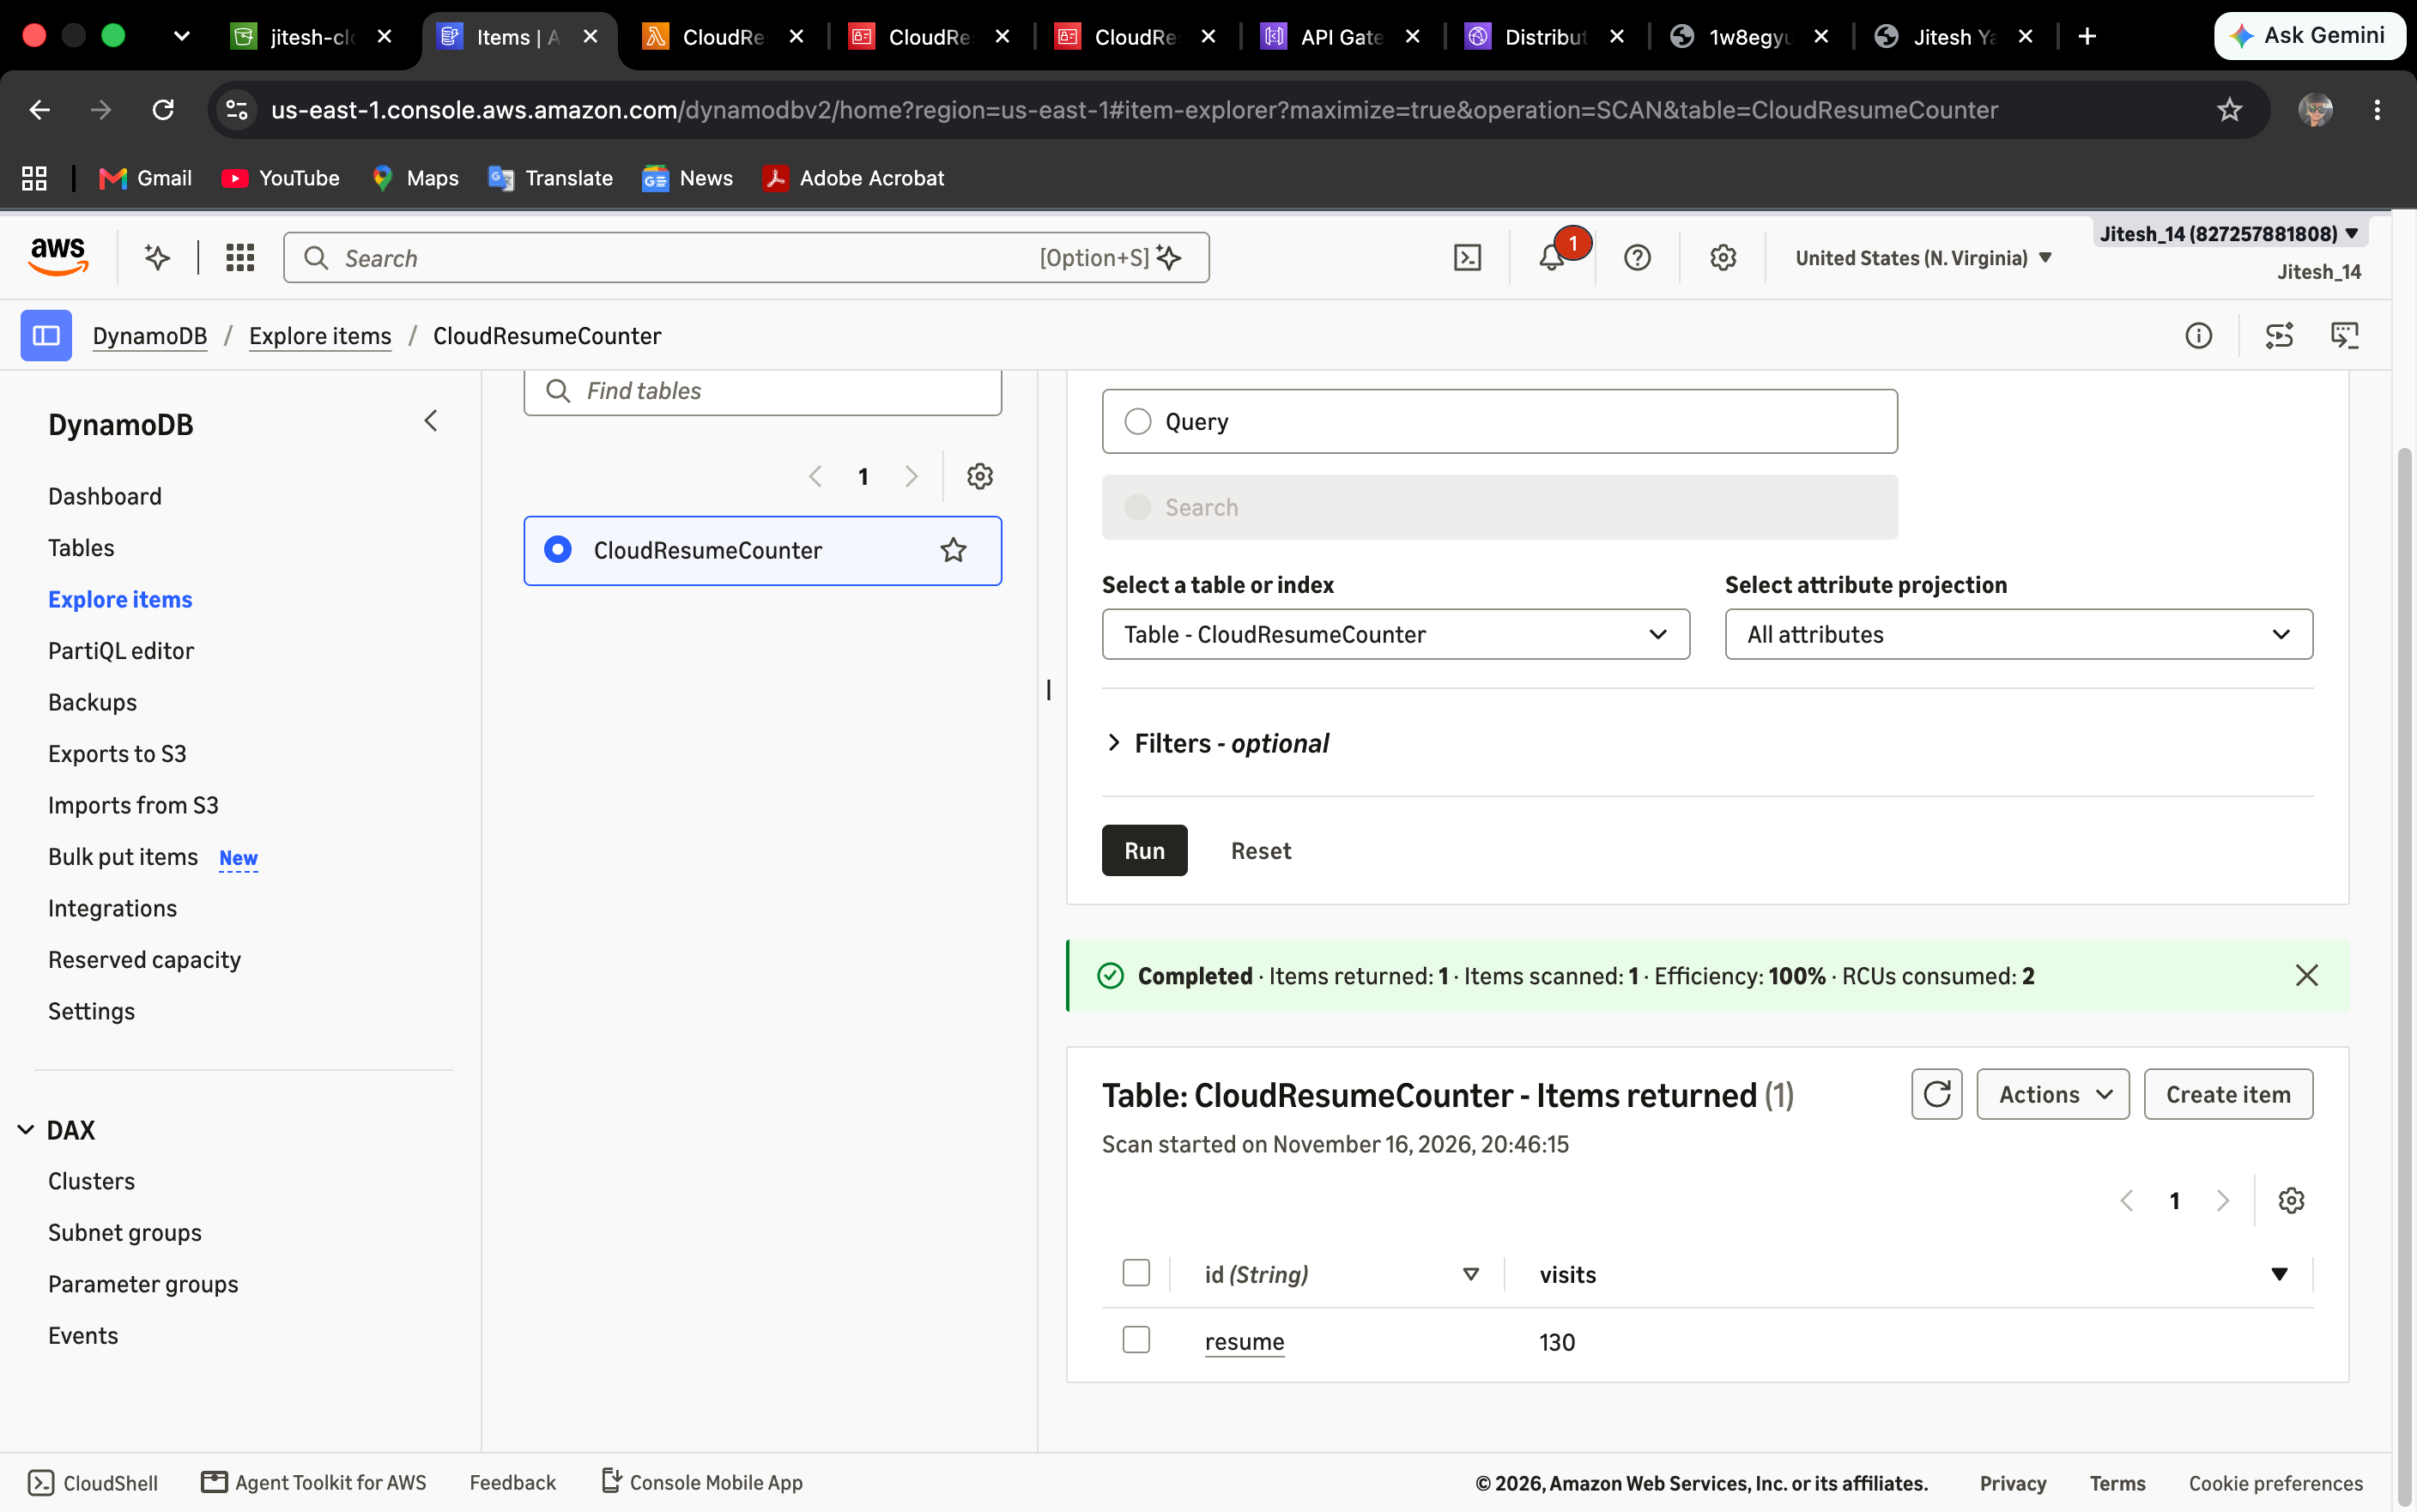 jitesh-clo
Items | A
CloudRe
CloudRe
CloudRe
API Gate
Distribut
1w8egyu
Jitesh Ya
Ask Gemini
us-east-1.console.aws.amazon.com/dynamodbv2/home?region=us-east-1#item-explorer?maximize=true&operation=SCAN&table=CloudResumeCounter
Gmail
YouTube
Maps
Translate
News
Adobe Acrobat
aws
Search
[Option+S]
1
United States (N. Virginia)
Jitesh_14 (827257881808)
Jitesh_14
DynamoDB / Explore items / CloudResumeCounter
DynamoDB
Dashboard
Tables
Explore items
PartiQL editor
Backups
Exports to S3
Imports from S3
Bulk put items New
Integrations
Reserved capacity
Settings
DAX
Clusters
Subnet groups
Parameter groups
Events
Find tables
1
CloudResumeCounter
Query
Search
Select a table or index
Table - CloudResumeCounter
Select attribute projection
All attributes
Filters - optional
Run
Reset
Completed · Items returned: 1 · Items scanned: 1 · Efficiency: 100% · RCUs consumed: 2
Table: CloudResumeCounter - Items returned (1)
Scan started on November 16, 2026, 20:46:15
Actions
Create item
1
id (String)
visits
resume
130
CloudShell
Agent Toolkit for AWS
Feedback
Console Mobile App
© 2026, Amazon Web Services, Inc. or its affiliates.
Privacy
Terms
Cookie preferences